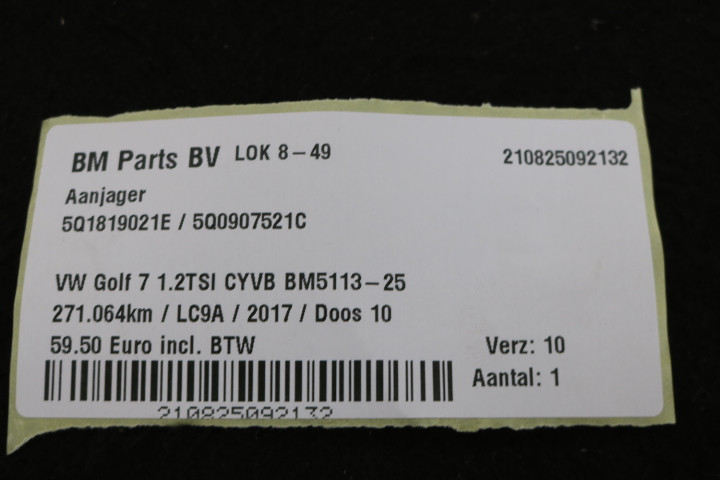 BM Parts BV LOK 8-49 210825092132
Aanjager
5Q1819021E / 5Q0907521C
VW Golf 7 1.2TSI CYVB BM5113-25
271.064km / LC9A / 2017 / Doos 10
59.50 Euro incl. BTW Verz: 10
Aantal: 1
210825092132